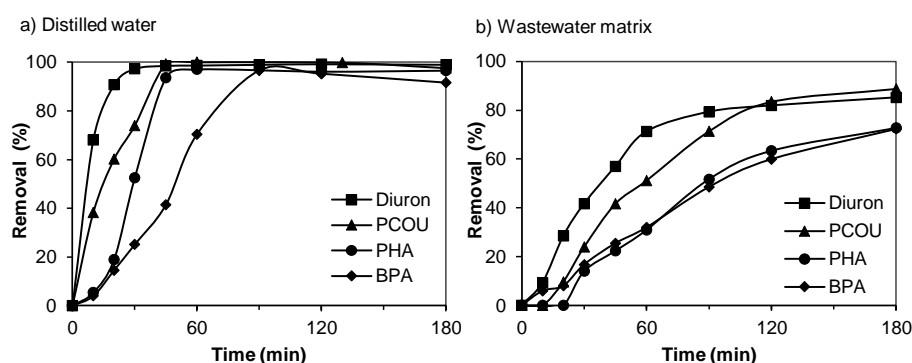 a) Distilled water
100
80
60
40
20
0
Removal (%)
Diuron
PCOU
PHA
BPA
0 60 120 180
Time (min)
b) Wastewater matrix
100
80
60
40
20
0
Removal (%)
Diuron
PCOU
PHA
BPA
0 60 120 180
Time (min)